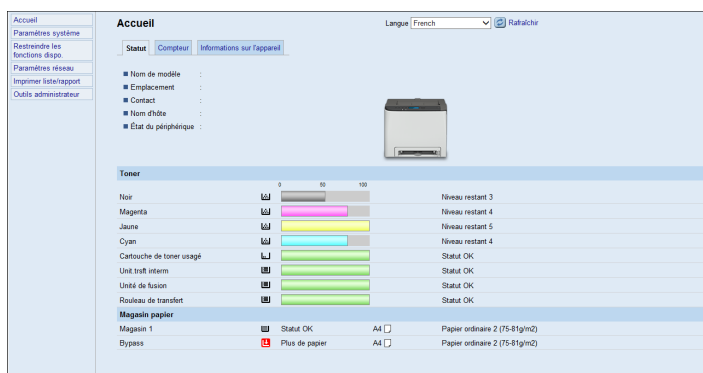 Accueil
Paramètres système
Restreindre les
fonctions dispo.
Paramètres réseau
Imprimer liste/rapport
Outils administrateur
Accueil
Langue French Rafraîchir
Statut Compteur Informations sur l'appareil
Nom de modèle :
Emplacement :
Contact :
Nom d'hôte :
État du périphérique :
Toner
0 50 100
Noir Niveau restant 3
Magenta Niveau restant 4
Jaune Niveau restant 5
Cyan Niveau restant 4
Cartouche de toner usagé Statut OK
Unit.trsft interm Statut OK
Unité de fusion Statut OK
Rouleau de transfert Statut OK
Magasin papier
Magasin 1 Statut OK A4 Papier ordinaire 2 (75-81g/m2)
Bypass Plus de papier A4 Papier ordinaire 2 (75-81g/m2)